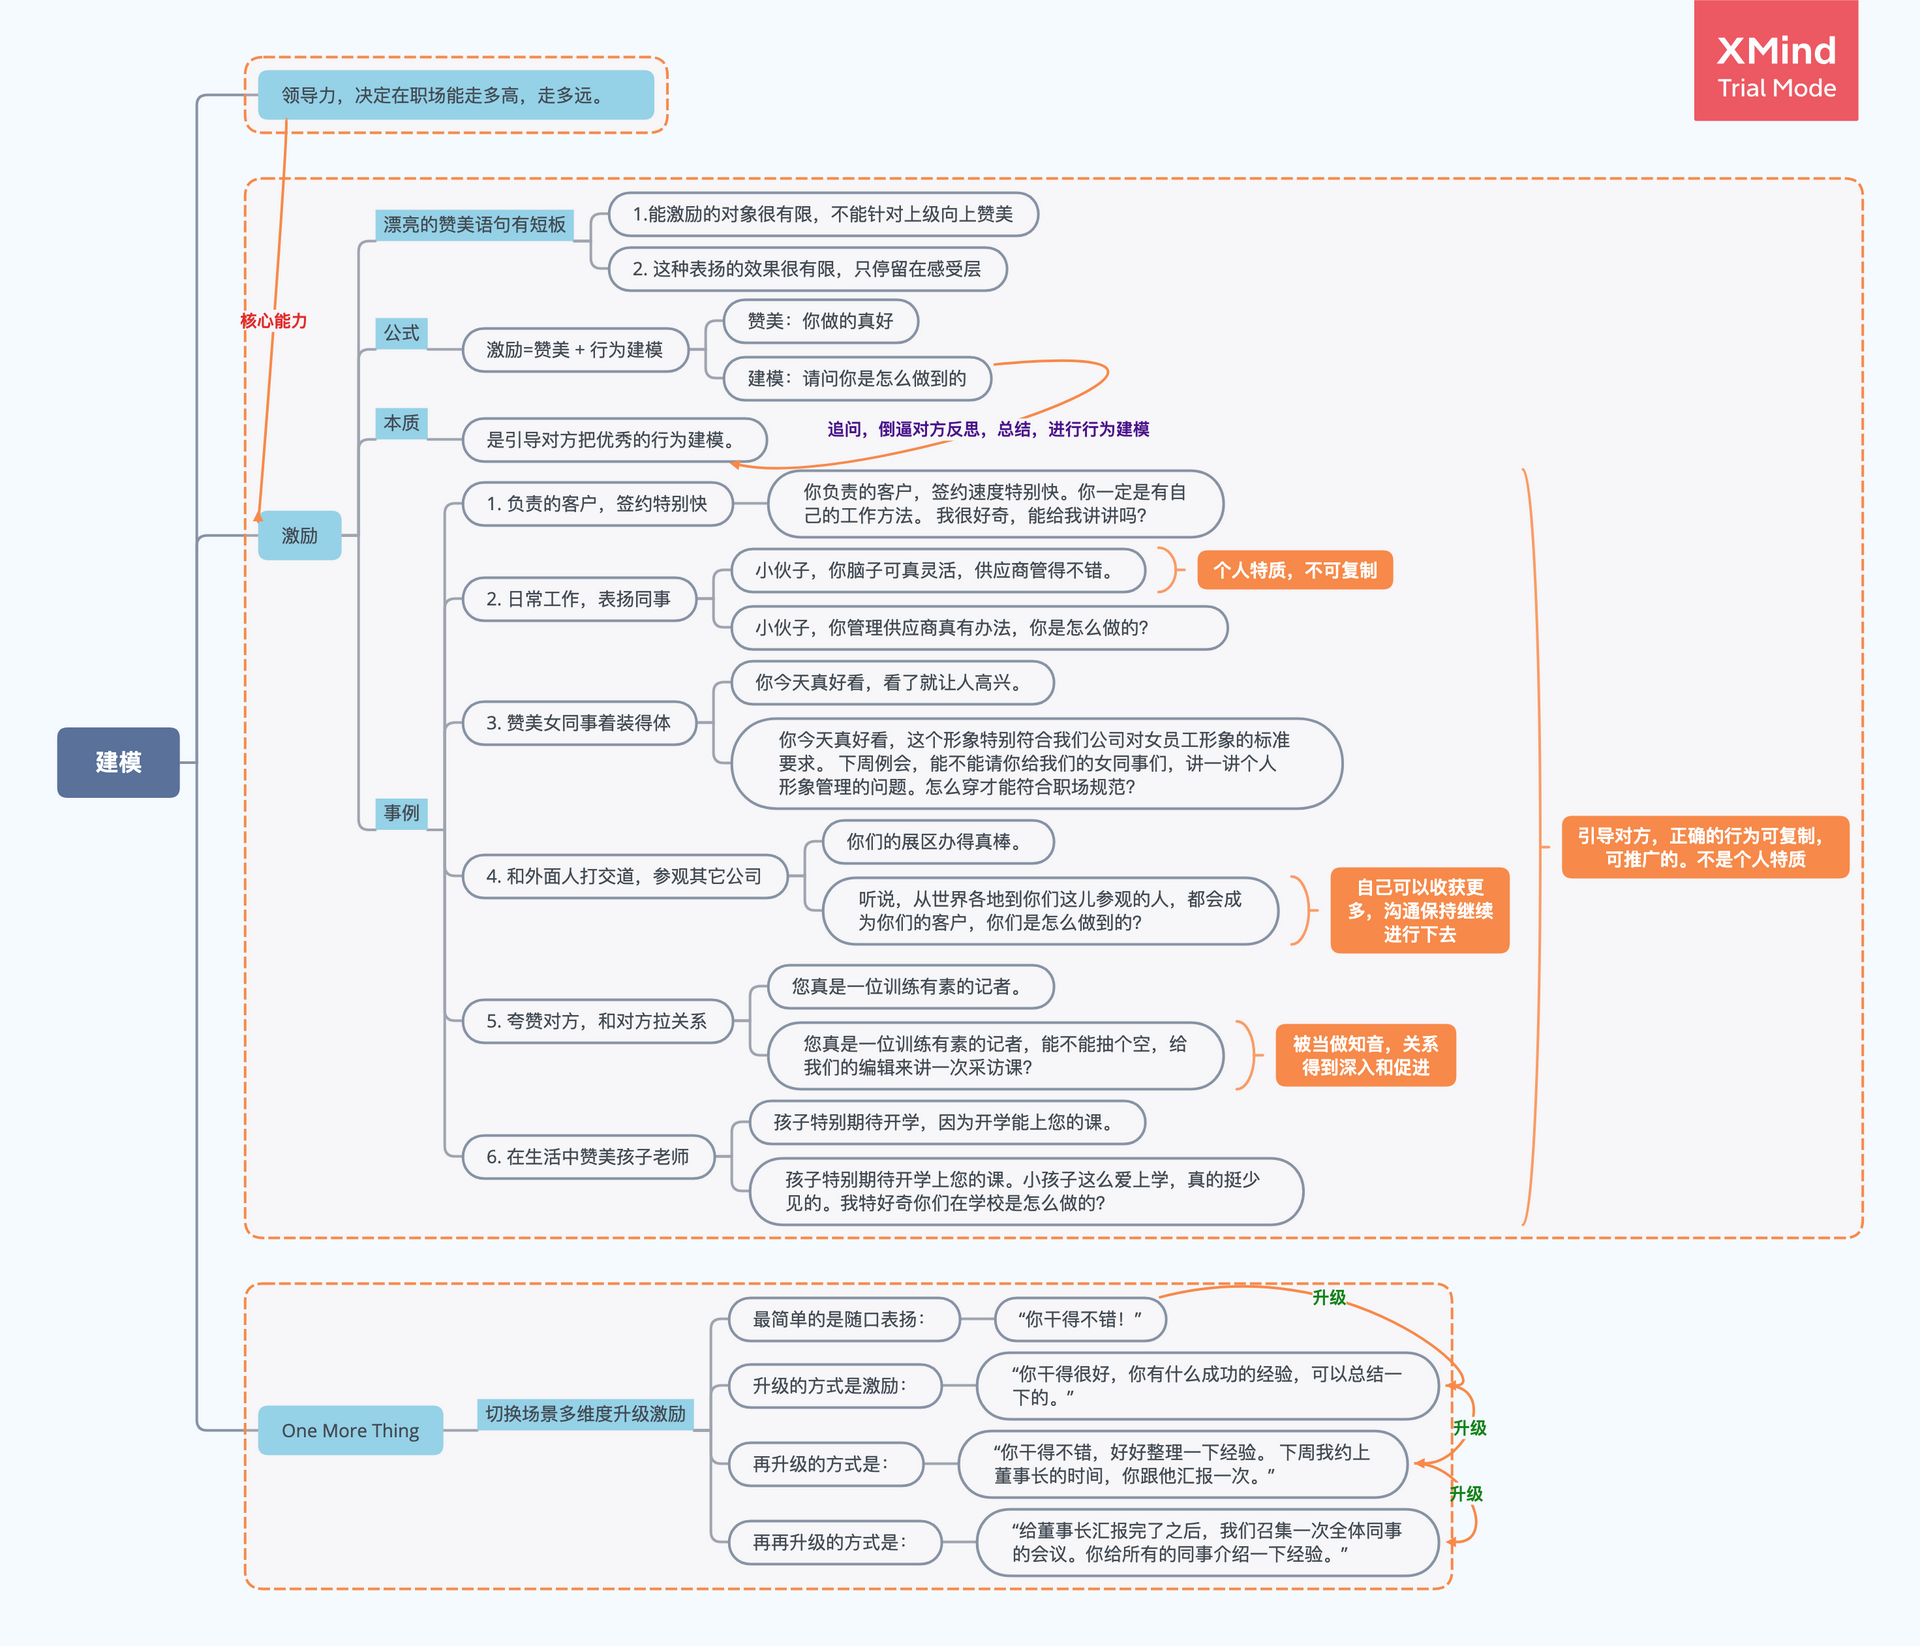 XMind
Trial Mode
领导力，决定在职场能走多高，走多远。
核心能力
建模
激励
漂亮的赞美语句有短板
1.能激励的对象很有限，不能针对上级向上赞美
2. 这种表扬的效果很有限，只停留在感受层
公式
激励=赞美 + 行为建模
赞美：你做的真好
建模：请问你是怎么做到的
追问，倒逼对方反思，总结，进行行为建模
本质
是引导对方把优秀的行为建模。
事例
1. 负责的客户，签约特别快
你负责的客户，签约速度特别快。你一定是有自
己的工作方法。 我很好奇，能给我讲讲吗？
2. 日常工作，表扬同事
小伙子，你脑子可真灵活，供应商管得不错。
个人特质，不可复制
小伙子，你管理供应商真有办法，你是怎么做的？
3. 赞美女同事着装得体
你今天真好看，看了就让人高兴。
你今天真好看，这个形象特别符合我们公司对女员工形象的标准
要求。 下周例会，能不能请你给我们的女同事们，讲一讲个人
形象管理的问题。怎么穿才能符合职场规范？
4. 和外面人打交道，参观其它公司
你们的展区办得真棒。
听说，从世界各地到你们这儿参观的人，都会成
为你们的客户，你们是怎么做到的？
自己可以收获更
多，沟通保持继续
进行下去
5. 夸赞对方，和对方拉关系
您真是一位训练有素的记者。
您真是一位训练有素的记者，能不能抽个空，给
我们的编辑来讲一次采访课？
被当做知音，关系
得到深入和促进
6. 在生活中赞美孩子老师
孩子特别期待开学，因为开学能上您的课。
孩子特别期待开学上您的课。小孩子这么爱上学，真的挺少
见的。我特好奇你们在学校是怎么做的？
引导对方，正确的行为可复制，
可推广的。不是个人特质
One More Thing
切换场景多维度升级激励
最简单的是随口表扬：
“你干得不错！”
升级
升级的方式是激励：
“你干得很好，你有什么成功的经验，可以总结一
下的。”
升级
再升级的方式是：
“你干得不错，好好整理一下经验。 下周我约上
董事长的时间，你跟他汇报一次。”
升级
再再升级的方式是：
“给董事长汇报完了之后，我们召集一次全体同事
的会议。你给所有的同事介绍一下经验。”